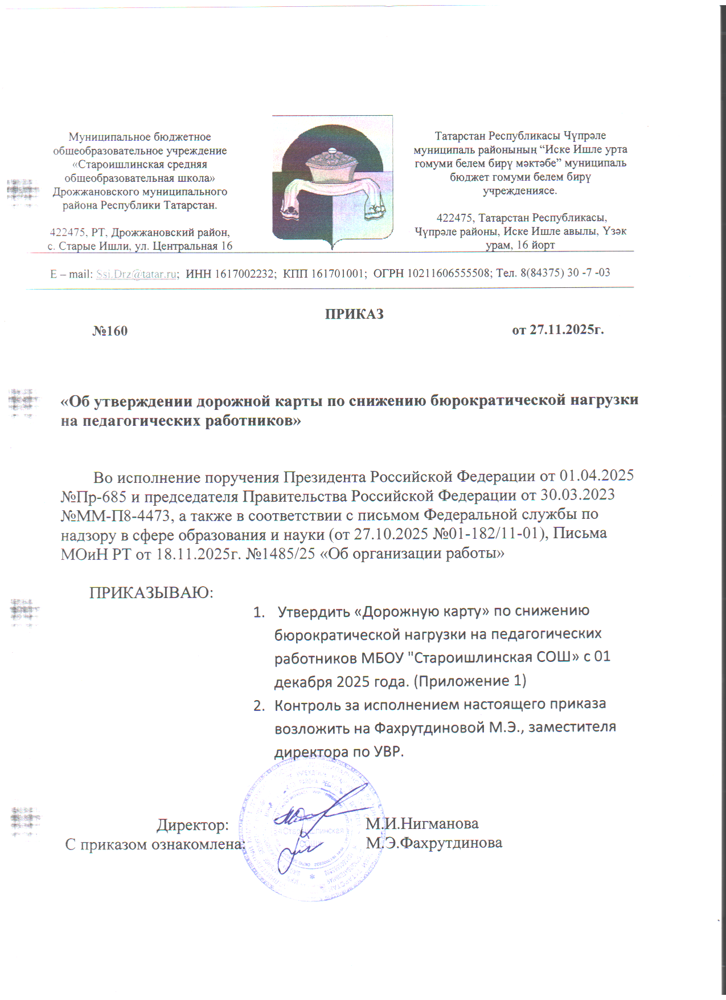 Муниципальное бюджетное
общеобразовательное учреждение
«Староишлинская средняя
общеобразовательная школа»
Дрожжановского муниципального
района Республики Татарстан.
422475, РТ, Дрожжановский район,
с. Старые Ишли, ул. Центральная 16
Татарстан Республикасы Чүпрәле
муниципаль районының “Иске Ишле урта
гомуми белем бирү мәктәбе” муниципаль
бюджет гомуми белем бирү
учреждениясе.
422475, Татарстан Республикасы,
Чүпрәле районы, Иске Ишле авылы, Үзәк
урам, 16 йорт
E – mail: Ssi.Drz@tatar.ru; ИНН 1617002232; КПП 161701001; ОГРН 10211606555508; Тел. 8(84375) 30 -7 -03
ПРИКАЗ
№160 от 27.11.2025г.
«Об утверждении дорожной карты по снижению бюрократической нагрузки
на педагогических работников»
Во исполнение поручения Президента Российской Федерации от 01.04.2025
№Пр-685 и председателя Правительства Российской Федерации от 30.03.2023
№ММ-П8-4473, а также в соответствии с письмом Федеральной службы по
надзору в сфере образования и науки (от 27.10.2025 №01-182/11-01), Письма
МОиН РТ от 18.11.2025г. №1485/25 «Об организации работы»
ПРИКАЗЫВАЮ:
1. Утвердить «Дорожную карту» по снижению
бюрократической нагрузки на педагогических
работников МБОУ "Староишлинская СОШ» с 01
декабря 2025 года. (Приложение 1)
2. Контроль за исполнением настоящего приказа
возложить на Фахрутдиновой М.Э., заместителя
директора по УВР.
Директор: М.И.Нигманова
С приказом ознакомлена: М.Э.Фахрутдинова